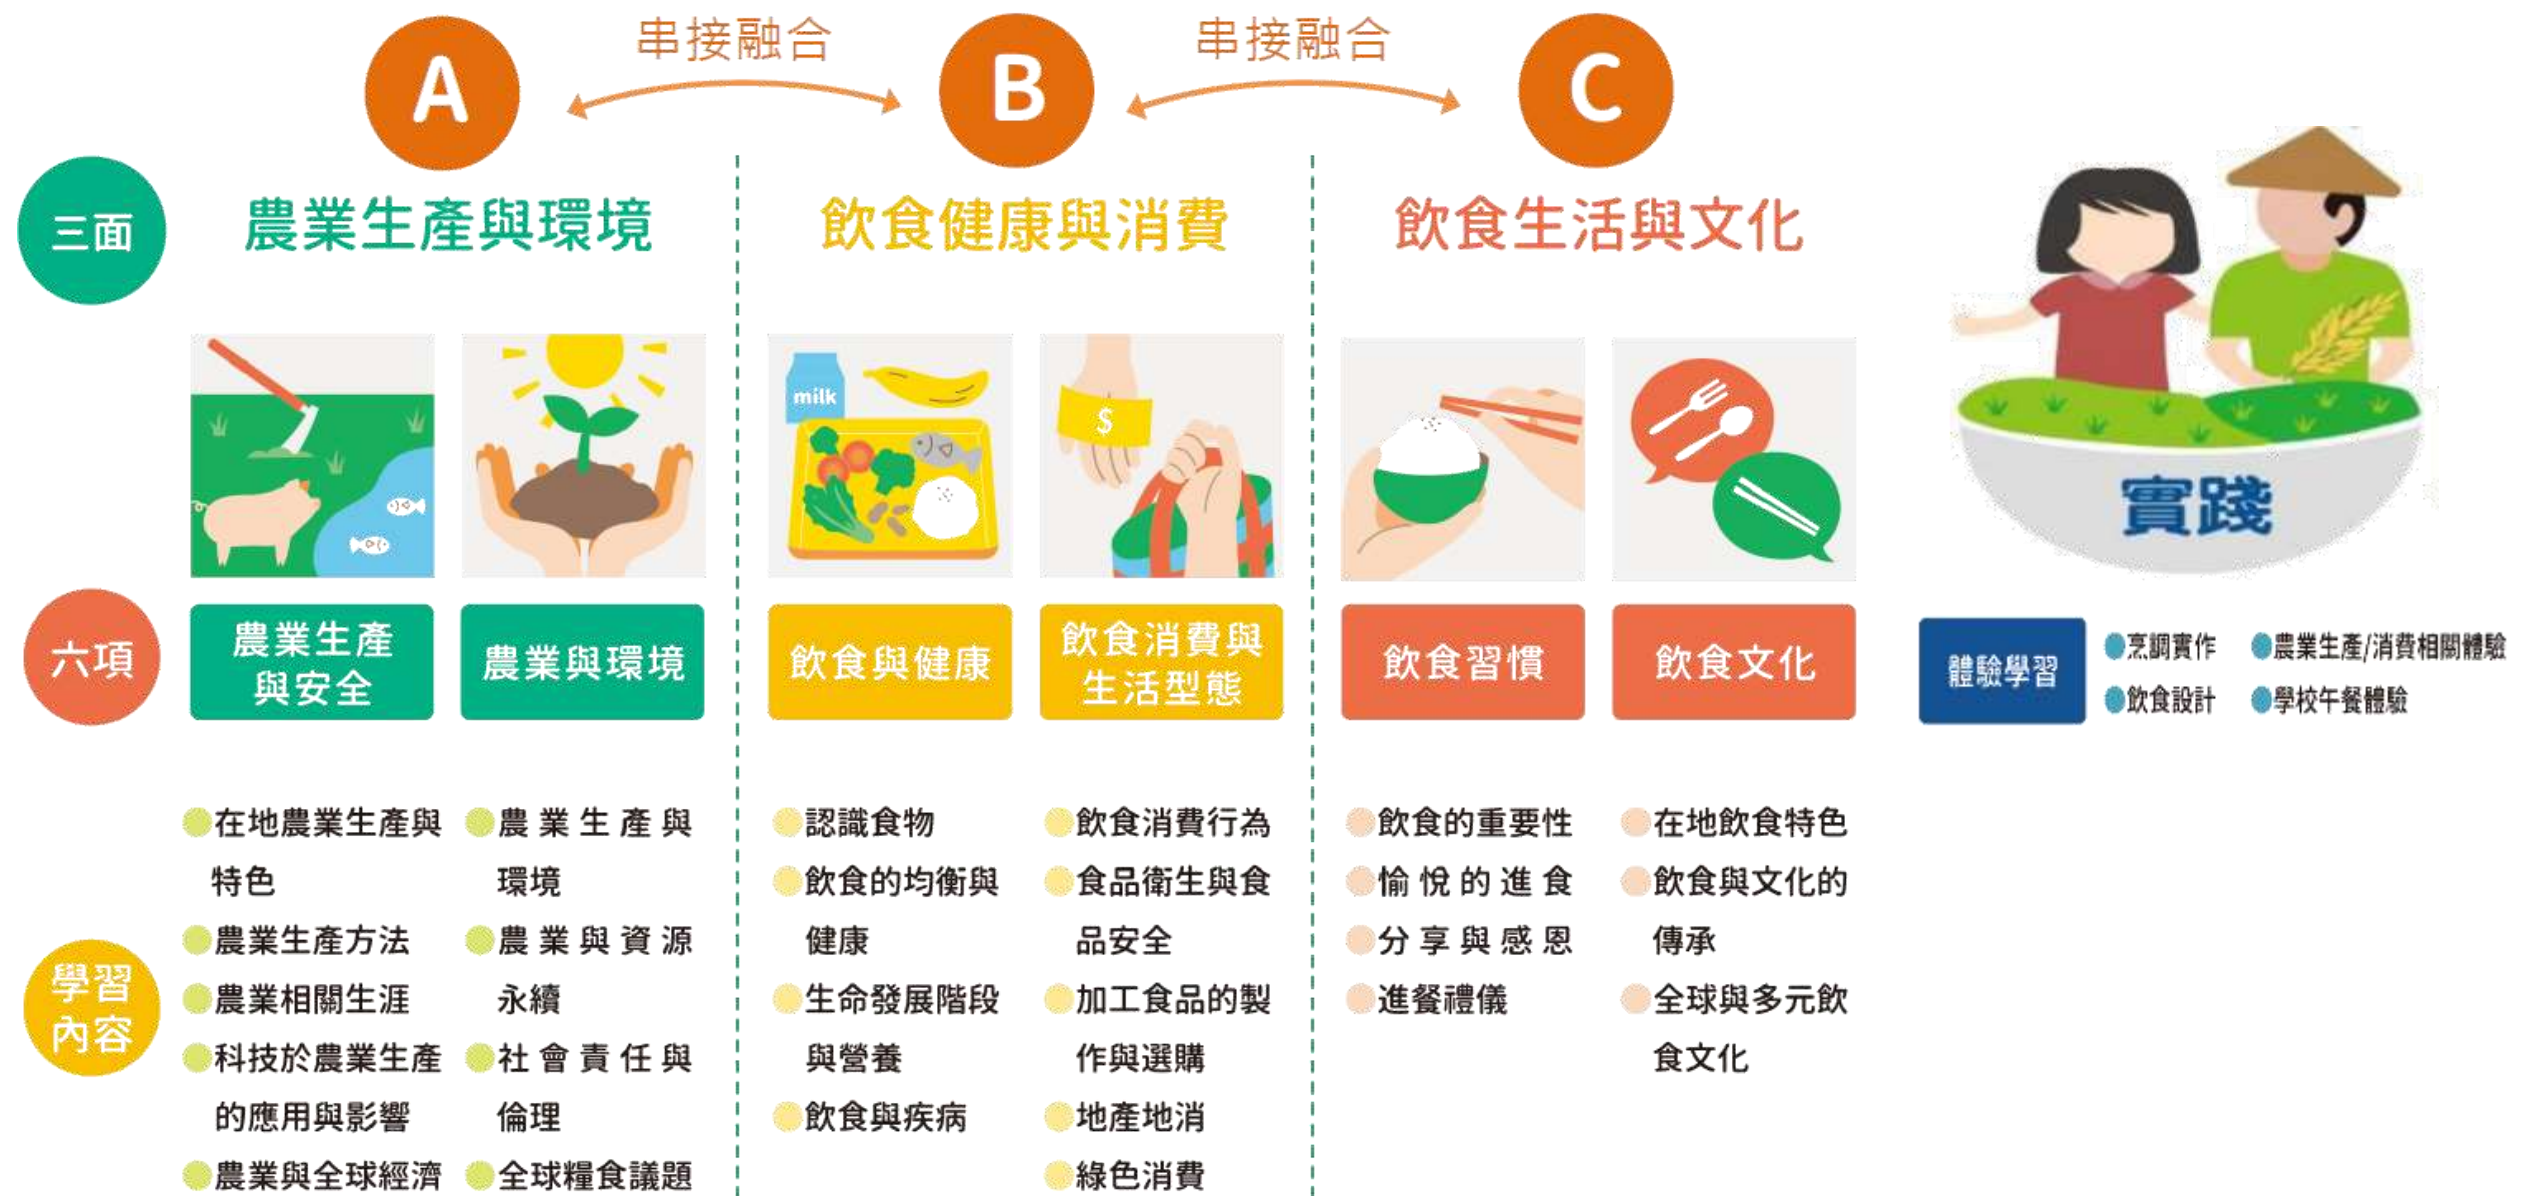 A
串接融合
B
串接融合
C
三面
農業生產與環境
飲食健康與消費
飲食生活與文化
milk
$
實踐
六項
農業生產
與安全
農業與環境
飲食與健康
飲食消費與
生活型態
飲食習慣
飲食文化
體驗學習
烹調實作
農業生產/消費相關體驗
飲食設計
學校午餐體驗
學習
內容
在地農業生產與
特色
農業生產方法
農業相關生涯
科技於農業生產
的應用與影響
農業與全球經濟
農業生產與
環境
農業與資源
永續
社會責任與
倫理
全球糧食議題
認識食物
飲食的均衡與
健康
生命發展階段
與營養
飲食與疾病
飲食消費行為
食品衛生與食
品安全
加工食品的製
作與選購
地產地消
綠色消費
飲食的重要性
愉悅的進食
分享與感恩
進餐禮儀
在地飲食特色
飲食與文化的
傳承
全球與多元飲
食文化